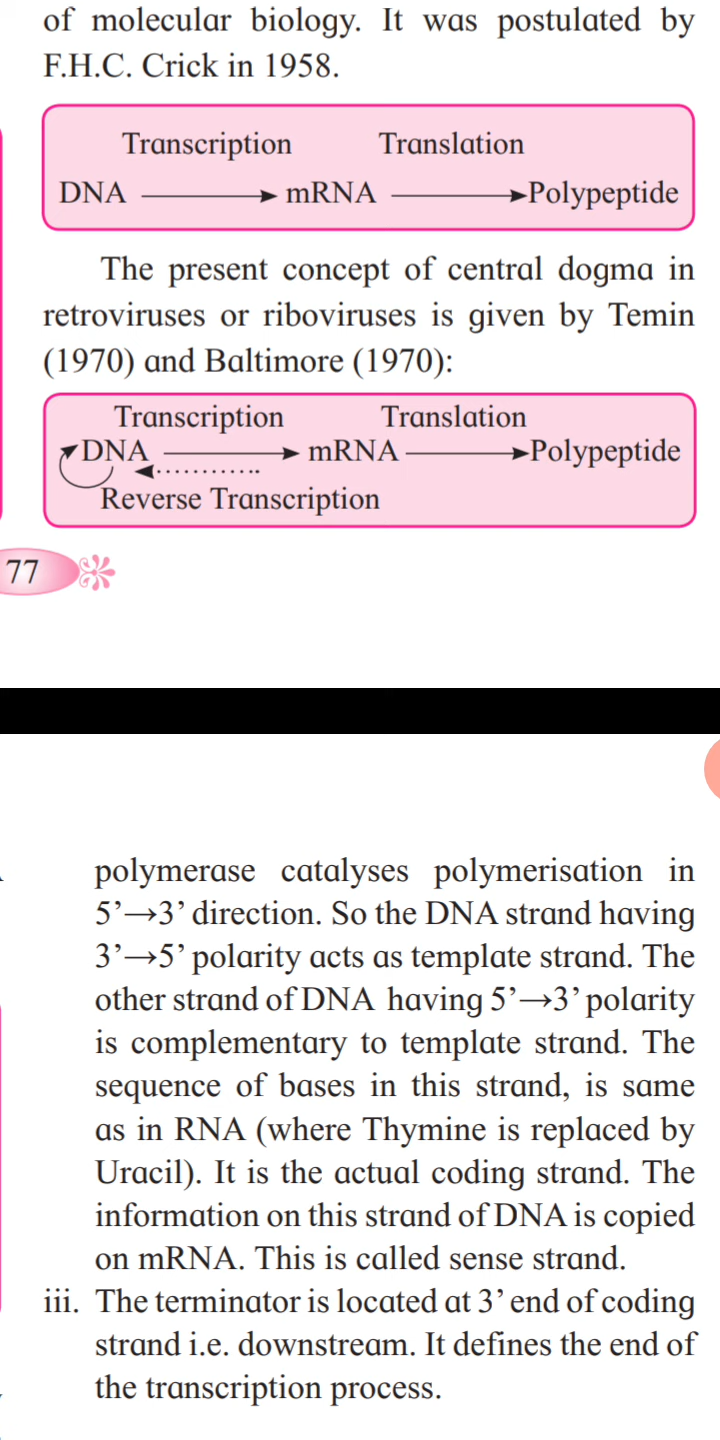 of molecular biology. It was postulated by
F.H.C. Crick in 1958.
Transcription Translation
DNA ⟶ mRNA ⟶ Polypeptide
The present concept of central dogma in
retroviruses or riboviruses is given by Temin
(1970) and Baltimore (1970):
Transcription Translation
DNA ⟶ mRNA ⟶ Polypeptide
Reverse Transcription
77
polymerase catalyses polymerisation in
5’→3’ direction. So the DNA strand having
3’→5’ polarity acts as template strand. The
other strand of DNA having 5’→3’ polarity
is complementary to template strand. The
sequence of bases in this strand, is same
as in RNA (where Thymine is replaced by
Uracil). It is the actual coding strand. The
information on this strand of DNA is copied
on mRNA. This is called sense strand.
iii. The terminator is located at 3’ end of coding
strand i.e. downstream. It defines the end of
the transcription process.